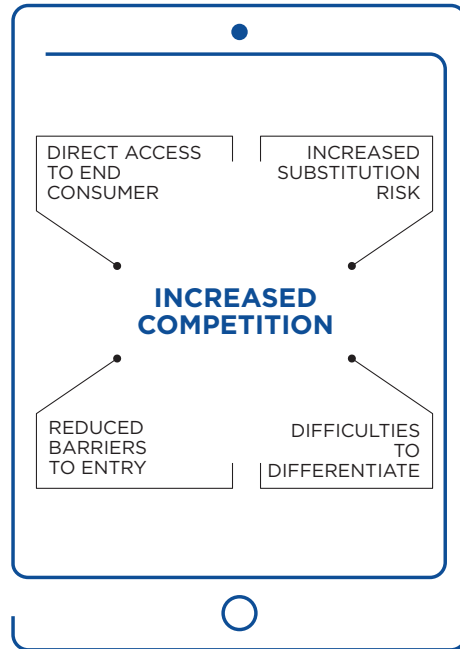 DIRECT ACCESS
TO END
CONSUMER
INCREASED
SUBSTITUTION
RISK
INCREASED
COMPETITION
REDUCED
BARRIERS
TO ENTRY
DIFFICULTIES
TO
DIFFERENTIATE